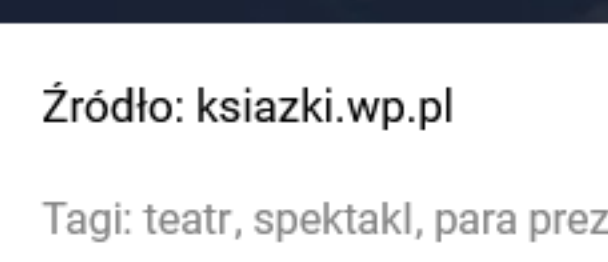 Źródło: ksiazki.wp.pl
Tagi: teatr, spektakl, para prez